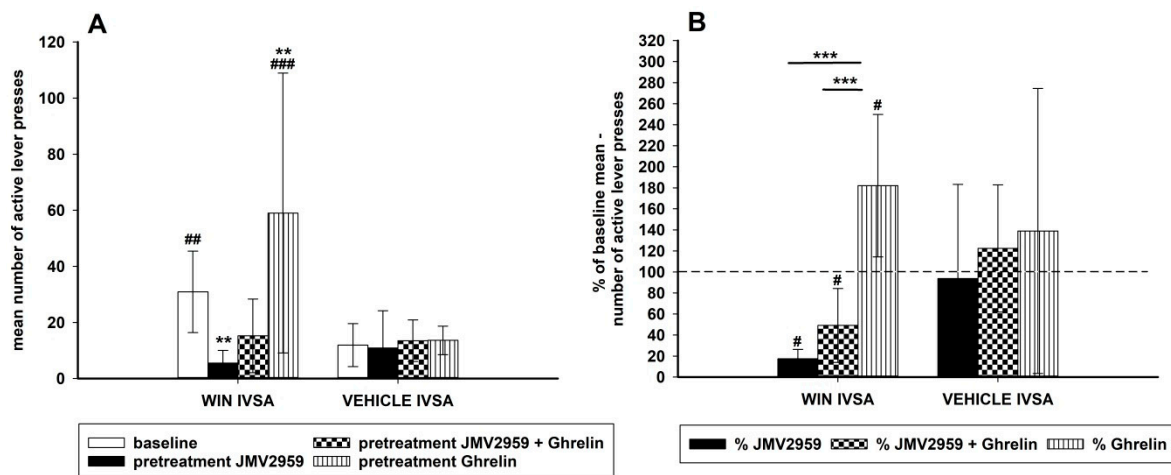 A
mean number of active lever presses
120
100
80
60
40
20
0
##
**
**
###
WIN IVSA
VEHICLE IVSA
baseline
pretreatment JMV2959
pretreatment JMV2959 + Ghrelin
pretreatment Ghrelin
B
% of baseline mean -
number of active lever presses
320
300
280
260
240
220
200
180
160
140
120
100
80
60
40
20
0
***
***
#
#
#
WIN IVSA
VEHICLE IVSA
% JMV2959
% JMV2959 + Ghrelin
% Ghrelin